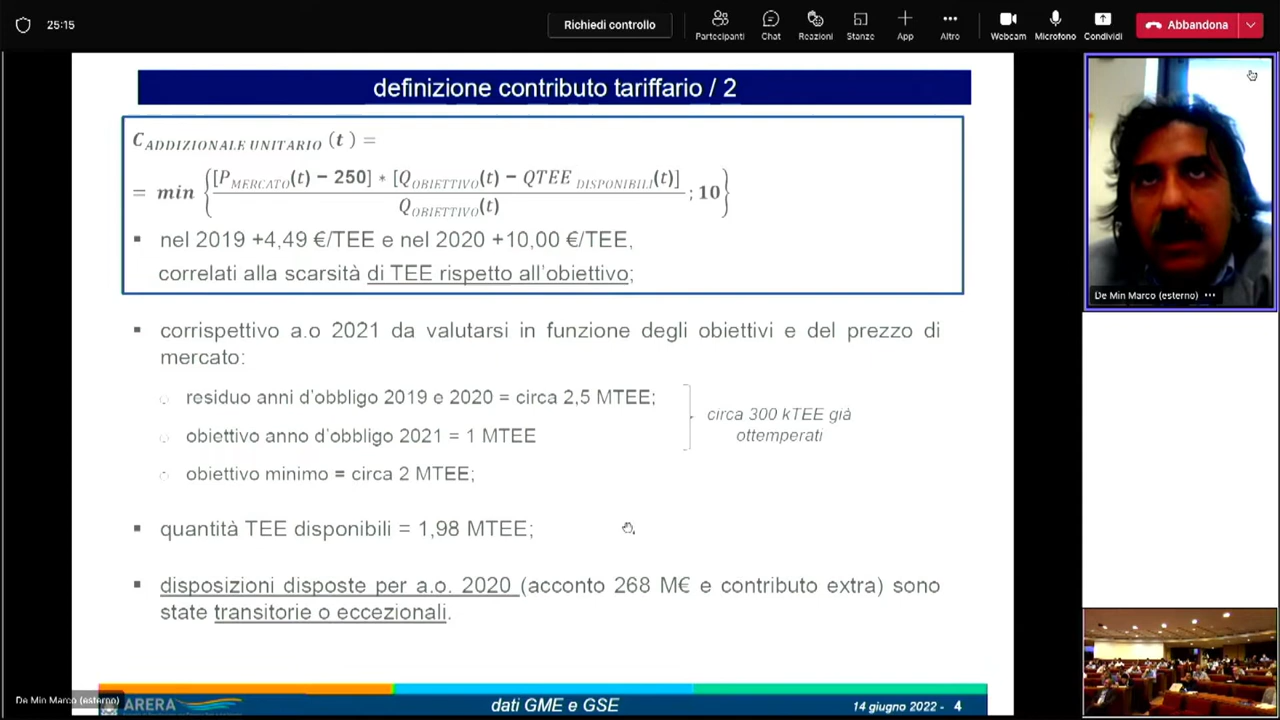 25:15
Richiedi controllo
Partecipanti
Chat
Reazioni
Stanze
App
Altro
Webcam
Microfono
Condividi
Abbandona
definizione contributo tariffario / 2
C ADDIZIONALE UNITARIO (t) =
= min { [P MERCATO(t) − 250] * [Q OBIETTIVO(t) − QTEE DISPONIBILI(t)] / Q OBIETTIVO(t) ; 10 }
▪ nel 2019 +4,49 €/TEE e nel 2020 +10,00 €/TEE,
correlati alla scarsità di TEE rispetto all'obiettivo;
▪ corrispettivo a.o 2021 da valutarsi in funzione degli obiettivi e del prezzo di
mercato:
residuo anni d'obbligo 2019 e 2020 = circa 2,5 MTEE;
obiettivo anno d'obbligo 2021 = 1 MTEE
circa 300 kTEE già
ottemperati
obiettivo minimo = circa 2 MTEE;
▪ quantità TEE disponibili = 1,98 MTEE;
▪ disposizioni disposte per a.o. 2020 (acconto 268 M€ e contributo extra) sono
state transitorie o eccezionali.
De Min Marco (esterno)
De Min Marco (esterno)
ARERA
dati GME e GSE
14 giugno 2022 - 4